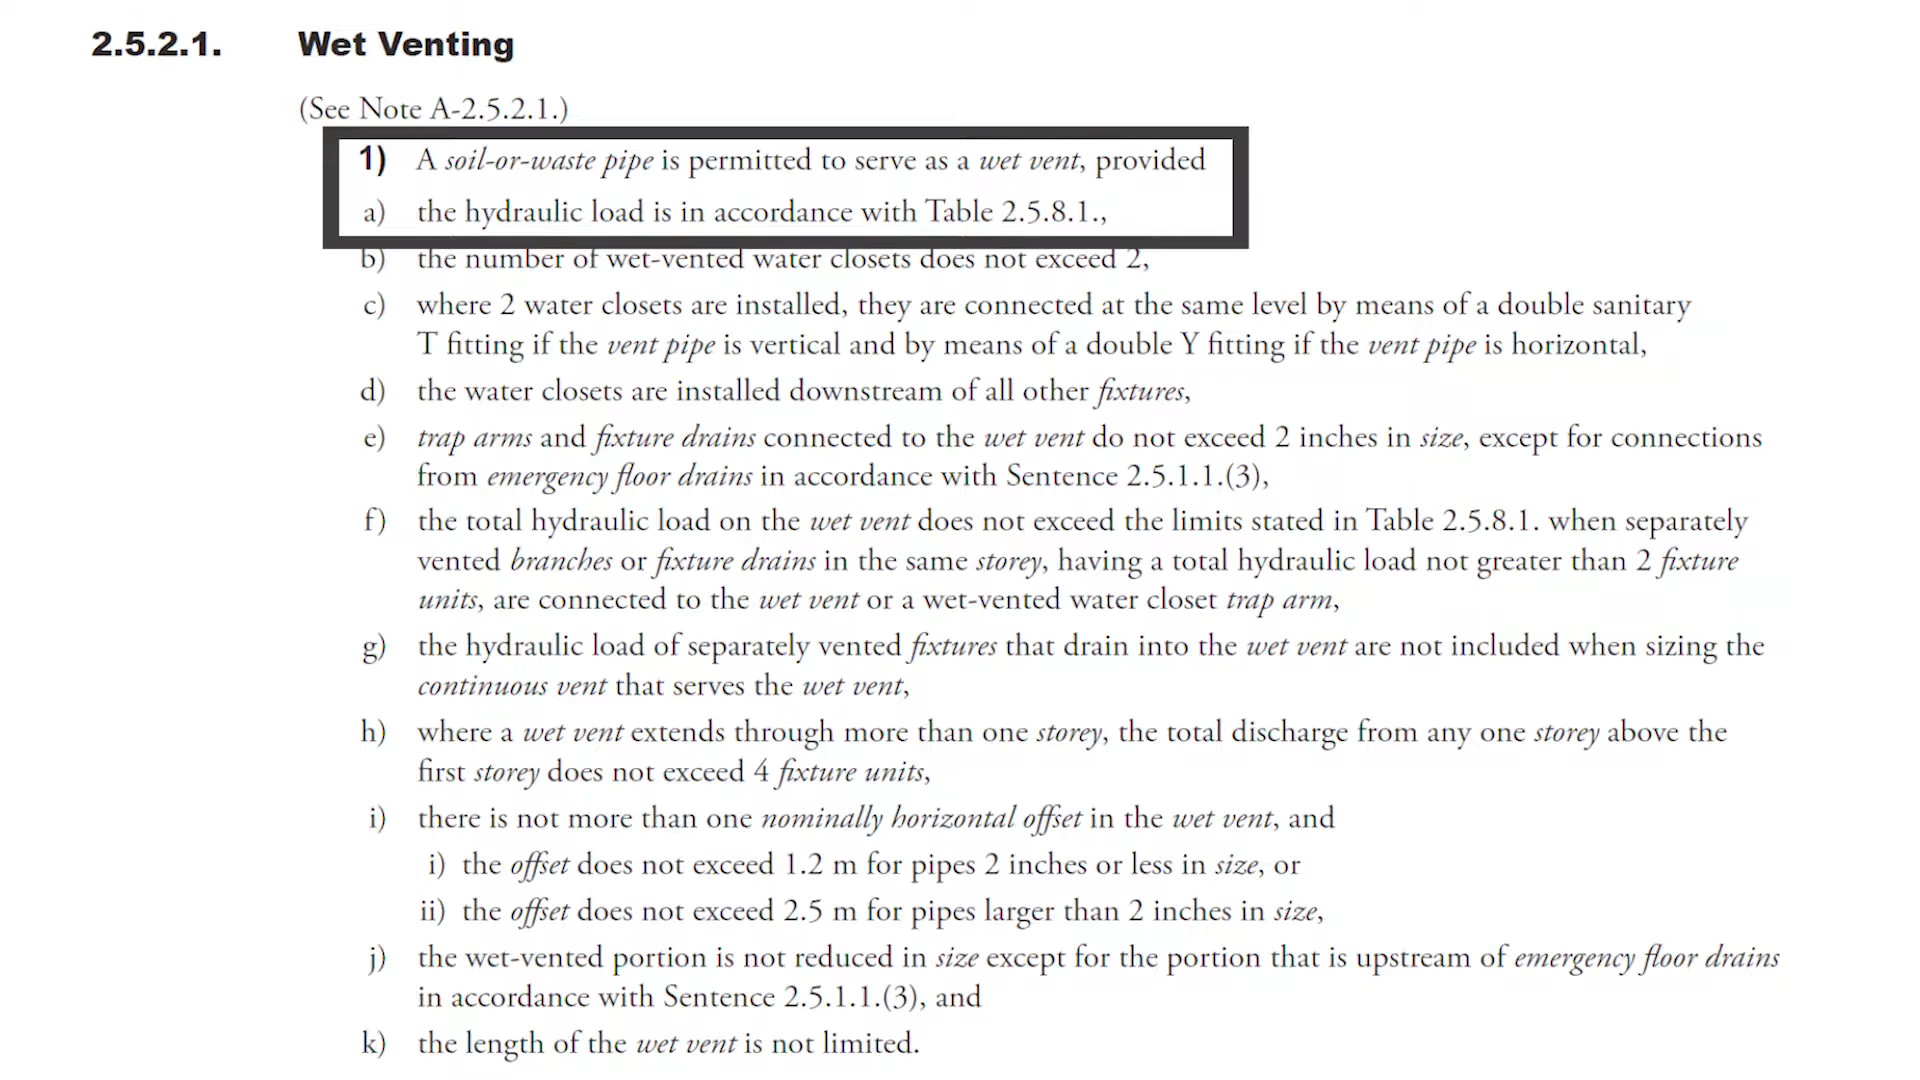 2.5.2.1. Wet Venting
(See Note A-2.5.2.1.)
1) A soil-or-waste pipe is permitted to serve as a wet vent, provided
a) the hydraulic load is in accordance with Table 2.5.8.1.,
b) the number of wet-vented water closets does not exceed 2,
c) where 2 water closets are installed, they are connected at the same level by means of a double sanitary
T fitting if the vent pipe is vertical and by means of a double Y fitting if the vent pipe is horizontal,
d) the water closets are installed downstream of all other fixtures,
e) trap arms and fixture drains connected to the wet vent do not exceed 2 inches in size, except for connections
from emergency floor drains in accordance with Sentence 2.5.1.1.(3),
f) the total hydraulic load on the wet vent does not exceed the limits stated in Table 2.5.8.1. when separately
vented branches or fixture drains in the same storey, having a total hydraulic load not greater than 2 fixture
units, are connected to the wet vent or a wet-vented water closet trap arm,
g) the hydraulic load of separately vented fixtures that drain into the wet vent are not included when sizing the
continuous vent that serves the wet vent,
h) where a wet vent extends through more than one storey, the total discharge from any one storey above the
first storey does not exceed 4 fixture units,
i) there is not more than one nominally horizontal offset in the wet vent, and
i) the offset does not exceed 1.2 m for pipes 2 inches or less in size, or
ii) the offset does not exceed 2.5 m for pipes larger than 2 inches in size,
j) the wet-vented portion is not reduced in size except for the portion that is upstream of emergency floor drains
in accordance with Sentence 2.5.1.1.(3), and
k) the length of the wet vent is not limited.